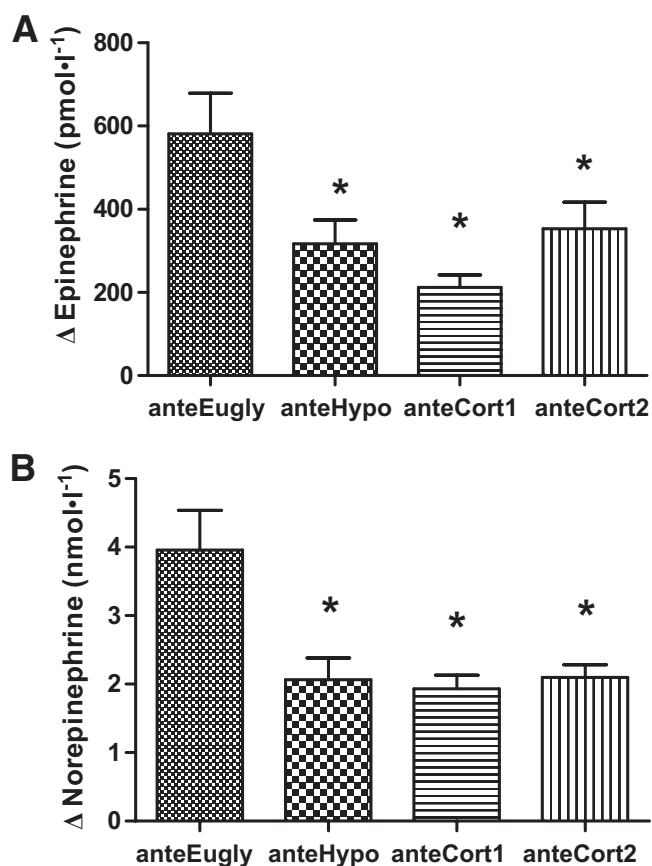 A
Δ Epinephrine (pmol•l⁻¹)
800
600
400
200
0
*
*
*
anteEugly anteHypo anteCort1 anteCort2
B
Δ Norepinephrine (nmol•l⁻¹)
5
4
3
2
1
0
*
*
*
anteEugly anteHypo anteCort1 anteCort2